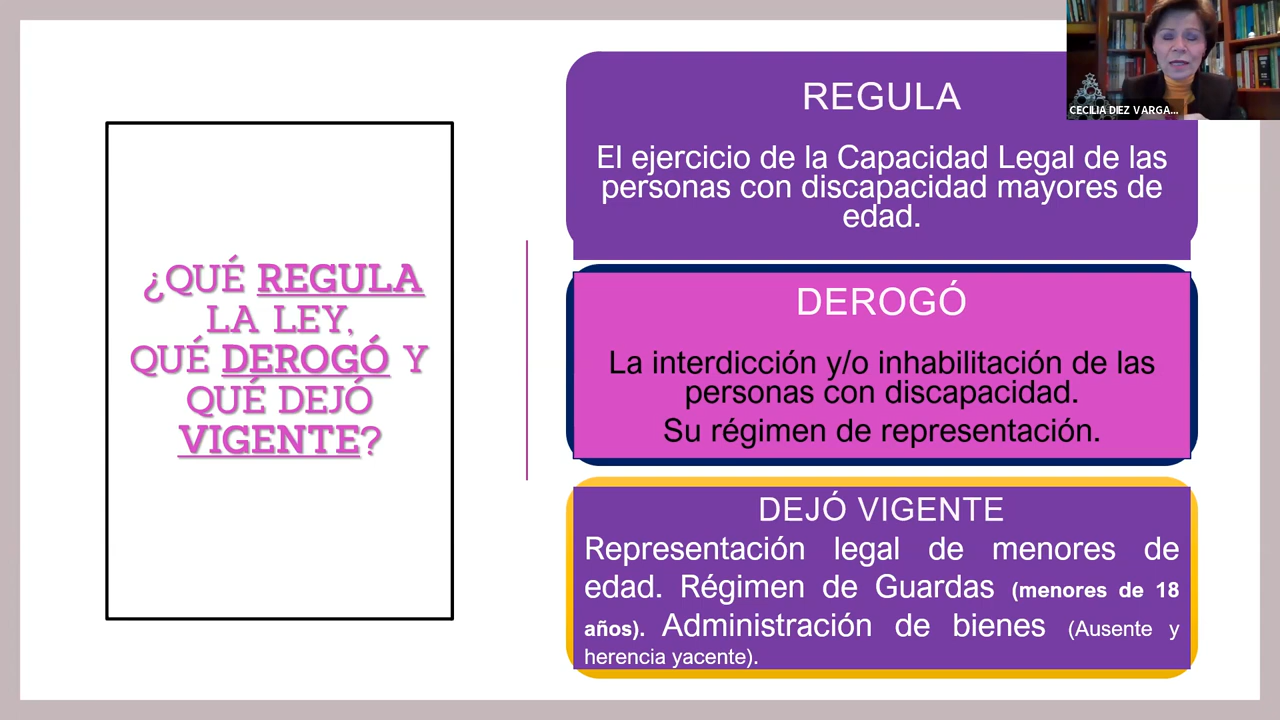 ¿QUÉ REGULA
LA LEY,
QUÉ DEROGÓ Y
QUÉ DEJÓ
VIGENTE?
REGULA
El ejercicio de la Capacidad Legal de las
personas con discapacidad mayores de
edad.
DEROGÓ
La interdicción y/o inhabilitación de las
personas con discapacidad.
Su régimen de representación.
DEJÓ VIGENTE
Representación legal de menores de
edad. Régimen de Guardas (menores de 18
años). Administración de bienes (Ausente y
herencia yacente).
CECILIA DIEZ VARGA...